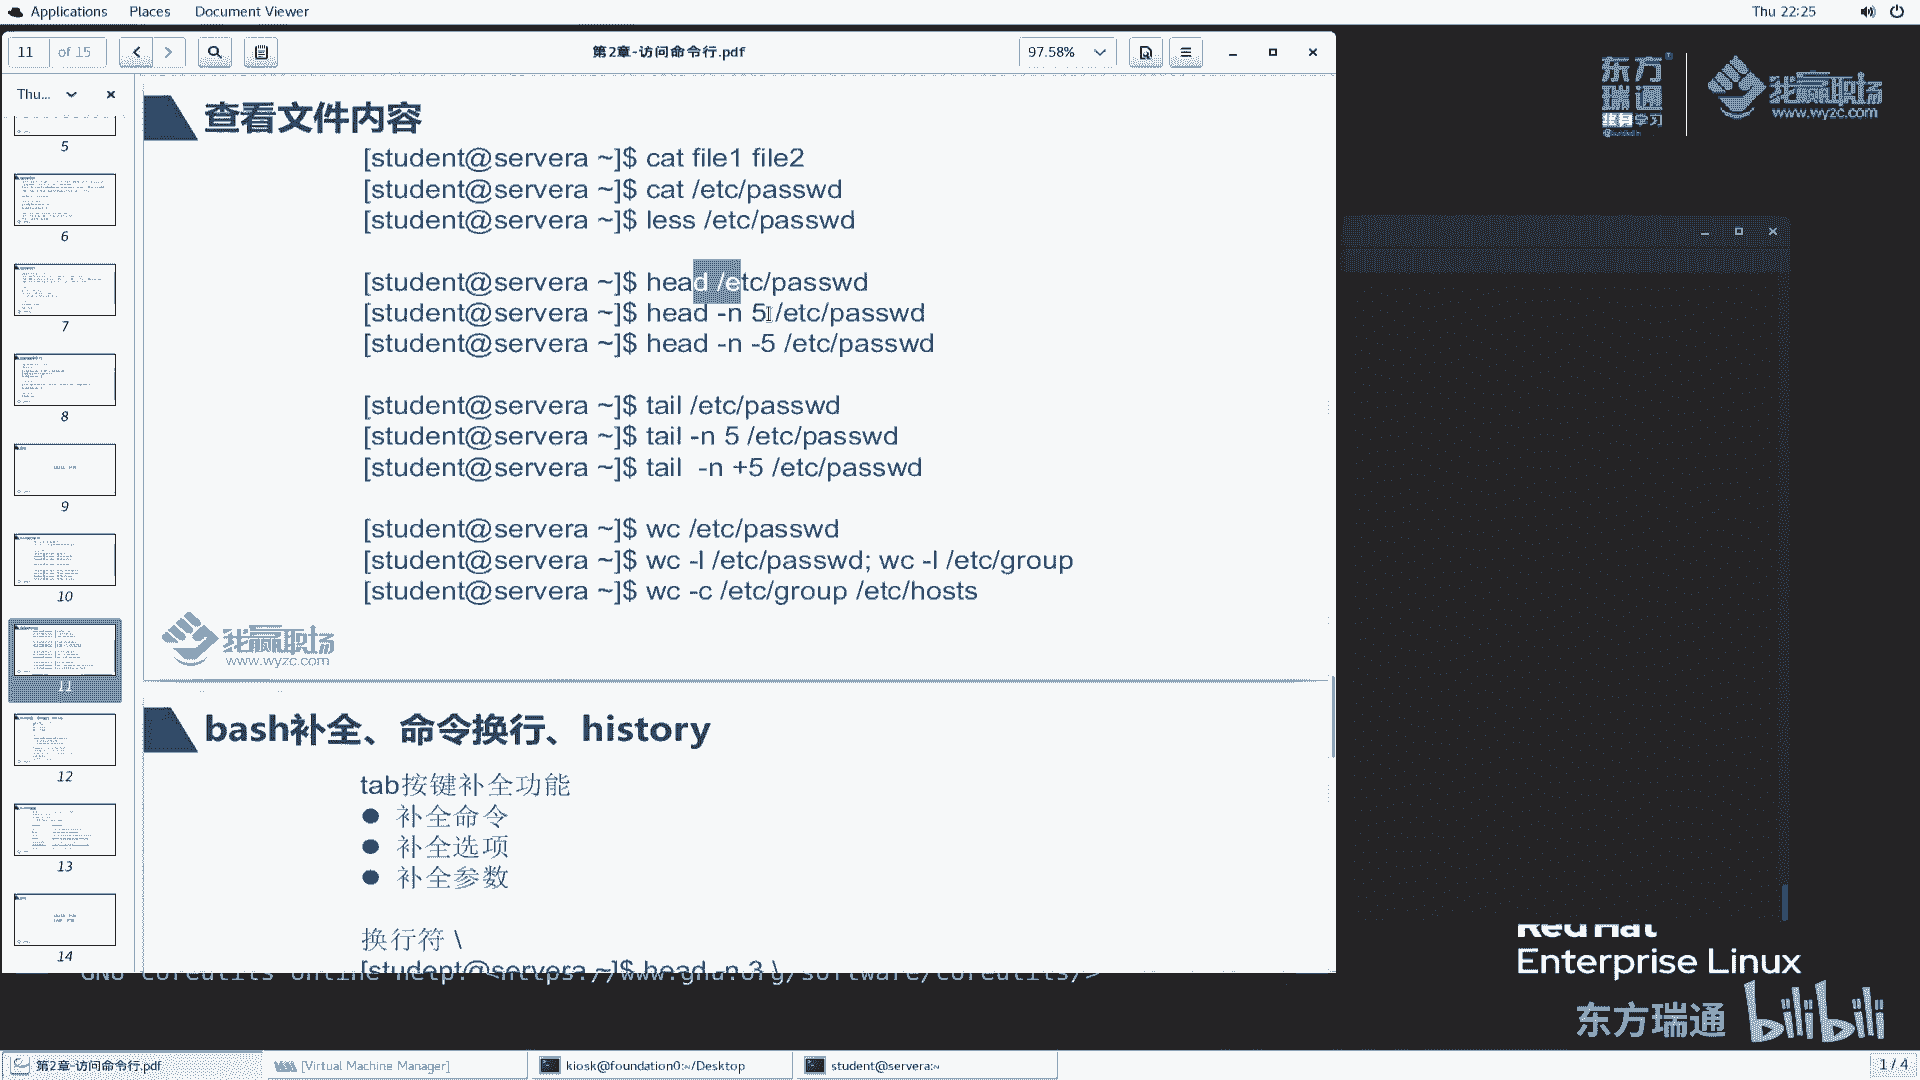 Applications Places Document Viewer
Thu 22:25
11 of 15
第2章-访问命令行.pdf
97.58%
Thu...
5
6
7
8
9
10
11
12
13
14
查看文件内容
[student@servera ~]$ cat file1 file2
[student@servera ~]$ cat /etc/passwd
[student@servera ~]$ less /etc/passwd
[student@servera ~]$ head /etc/passwd
[student@servera ~]$ head -n 5 /etc/passwd
[student@servera ~]$ head -n -5 /etc/passwd
[student@servera ~]$ tail /etc/passwd
[student@servera ~]$ tail -n 5 /etc/passwd
[student@servera ~]$ tail -n +5 /etc/passwd
[student@servera ~]$ wc /etc/passwd
[student@servera ~]$ wc -l /etc/passwd; wc -l /etc/group
[student@servera ~]$ wc -c /etc/group /etc/hosts
我赢职场
www.wyzc.com
bash补全、命令换行、history
tab按键补全功能
● 补全命令
● 补全选项
● 补全参数
换行符 \
[student@servera ~]$ head -n 3 \
GNU coreutils online help: <https://www.gnu.org/software/coreutils/>
东方
瑞通
终身学习
我赢职场
www.wyzc.com
Red Hat
Enterprise Linux
东方瑞通 bilibili
第2章-访问命令行.pdf
[Virtual Machine Manager]
kiosk@foundation0:~/Desktop
student@servera:~
1 / 4